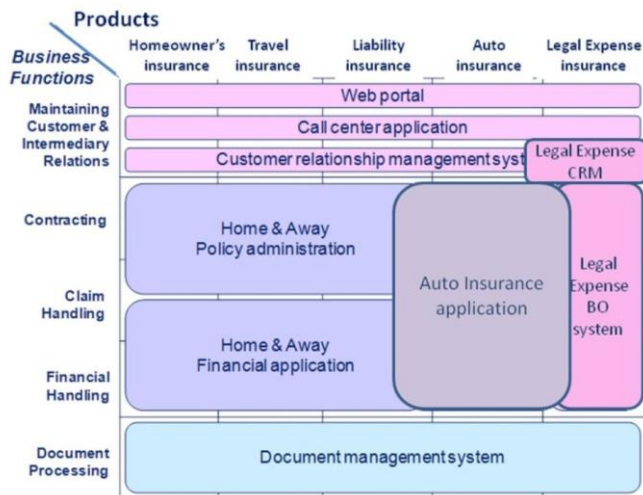 Products
Business
Functions
Homeowner's
insurance
Travel
insurance
Liability
insurance
Auto
insurance
Legal Expense
insurance
Maintaining
Customer &
Intermediary
Relations
Web portal
Call center application
Customer relationship management syst
Legal Expense
CRM
Contracting
Home & Away
Policy administration
Auto Insurance
application
Legal
Expense
BO
system
Claim
Handling
Home & Away
Financial application
Financial
Handling
Document
Processing
Document management system